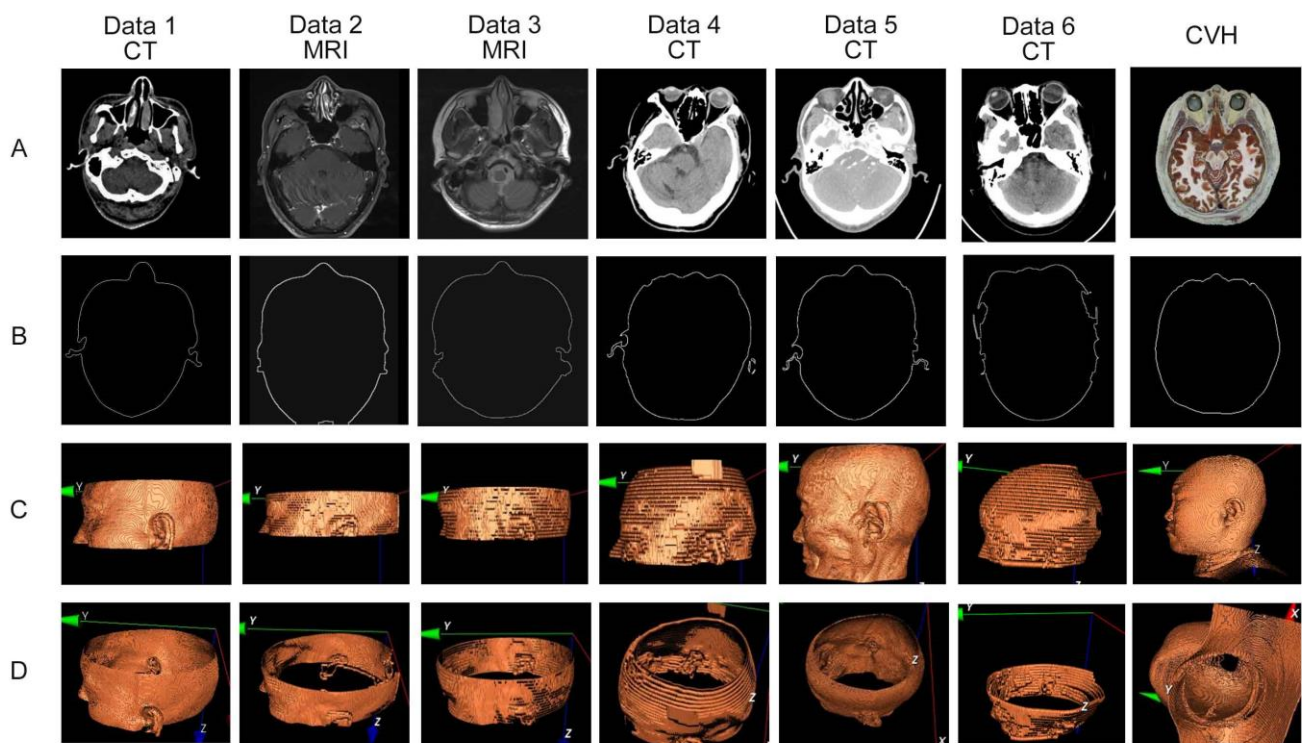 Data 1 Data 2 Data 3 Data 4 Data 5 Data 6
CT MRI MRI CT CT CT CVH
A
B
C
Y Y Y Y Y Y Y
Z Z Z
D
Y Y Y Y X
Z Z Z Z Z Z Y
X